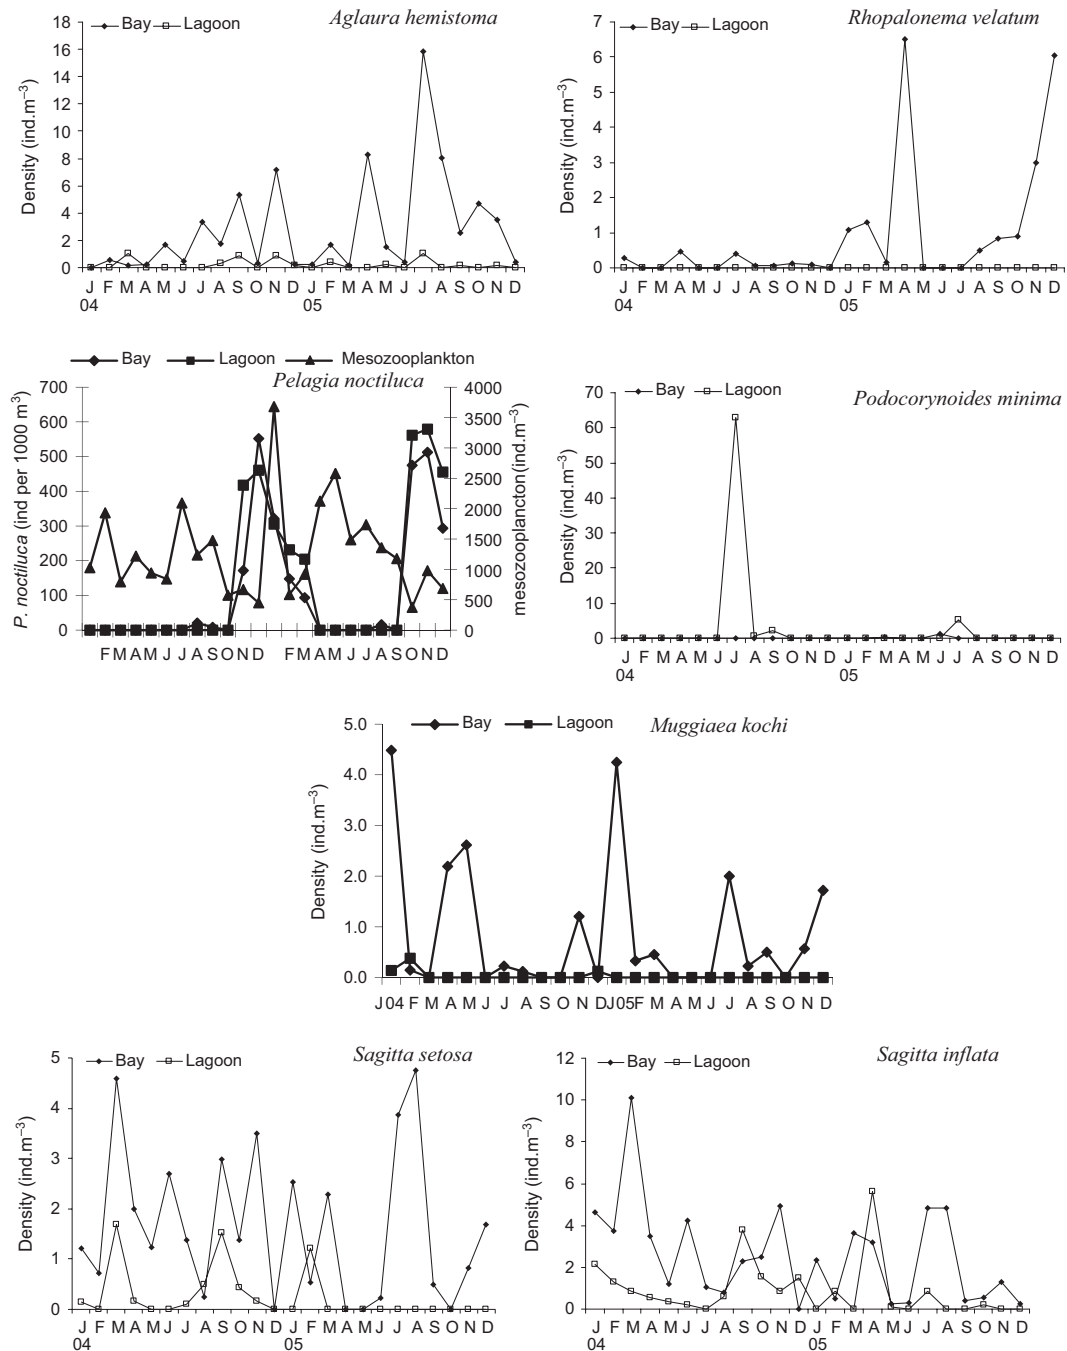 Aglaura hemistoma
Bay Lagoon
Density (ind.m–3)
18
16
14
12
10
8
6
4
2
0
J F M A M J J A S O N D J F M A M J J A S O N D
04 05
Rhopalonema velatum
Bay Lagoon
Density (ind.m–3)
7
6
5
4
3
2
1
0
J F M A M J J A S O N D J F M A M J J A S O N D
04 05
Bay Lagoon Mesozooplankton
Pelagia noctiluca
P. noctiluca (ind per 1000 m3)
700
600
500
400
300
200
100
0
4000
3500
3000
2500
2000
1500
1000
500
0
mesozooplancton (ind.m–3)
F M A M J J A S O N D F M A M J J A S O N D
Bay Lagoon
Podocorynoides minima
Density (ind.m–3)
70
60
50
40
30
20
10
0
J F M A M J J A S O N D J F M A M J J A S O N D
04 05
Bay Lagoon Muggiaea kochi
Density (ind.m–3)
5.0
4.0
3.0
2.0
1.0
0.0
J04 F M A M J J A S O N DJ05F M A M J J A S O N D
Bay Lagoon Sagitta setosa
Density (ind.m–3)
5
4
3
2
1
0
J F M A M J J A S O N D J F M A M J J A S O N D
04 05
Bay Lagoon Sagitta inflata
Density (ind.m–3)
12
10
8
6
4
2
0
J F M A M J J A S O N D J F M A M J J A S O N D
04 05